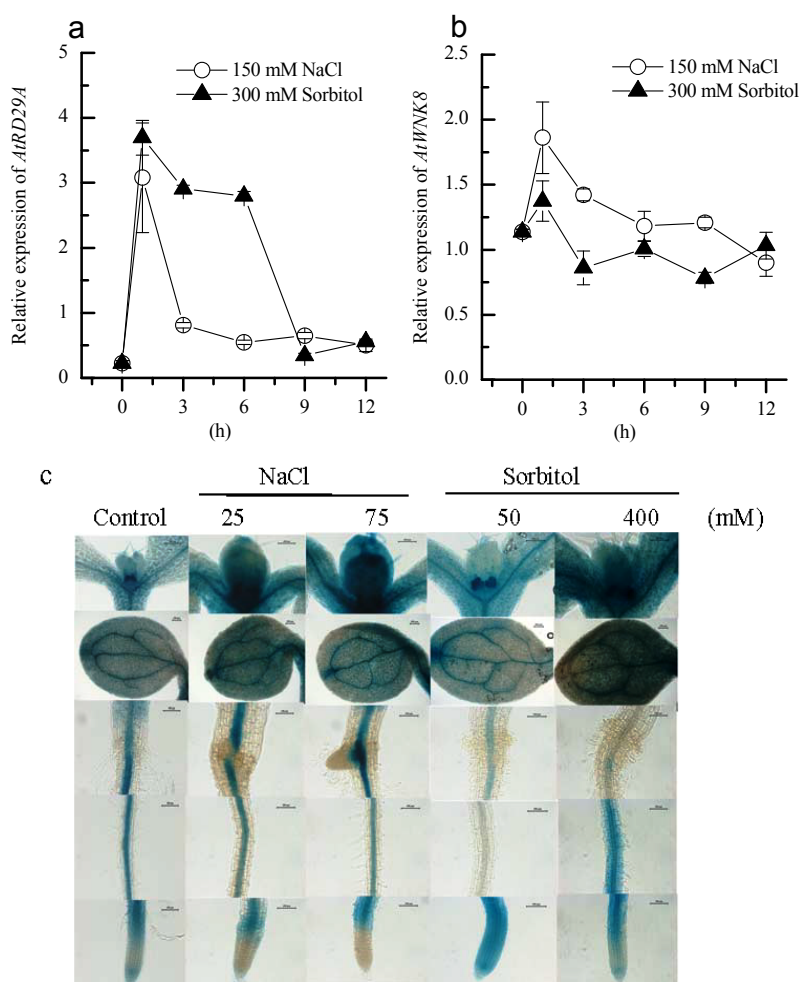 a
Relative expression of AtRD29A
5
4
3
2
1
0
150 mM NaCl
300 mM Sorbitol
0 3 6 9 12
(h)
b
Relative expression of AtWNK8
2.5
2.0
1.5
1.0
0.5
0.0
150 mM NaCl
300 mM Sorbitol
0 3 6 9 12
(h)
c
NaCl Sorbitol
Control 25 75 50 400 (mM)